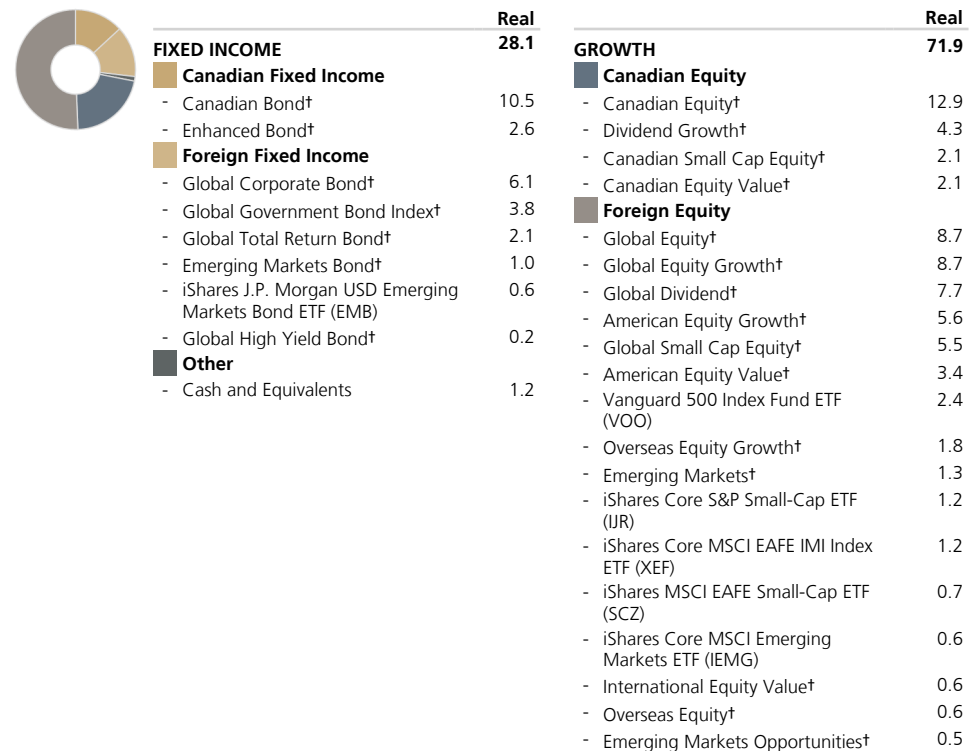 Real
FIXED INCOME 28.1
Canadian Fixed Income
- Canadian Bond† 10.5
- Enhanced Bond† 2.6
Foreign Fixed Income
- Global Corporate Bond† 6.1
- Global Government Bond Index† 3.8
- Global Total Return Bond† 2.1
- Emerging Markets Bond† 1.0
- iShares J.P. Morgan USD Emerging 0.6
Markets Bond ETF (EMB)
- Global High Yield Bond† 0.2
Other
- Cash and Equivalents 1.2
Real
GROWTH 71.9
Canadian Equity
- Canadian Equity† 12.9
- Dividend Growth† 4.3
- Canadian Small Cap Equity† 2.1
- Canadian Equity Value† 2.1
Foreign Equity
- Global Equity† 8.7
- Global Equity Growth† 8.7
- Global Dividend† 7.7
- American Equity Growth† 5.6
- Global Small Cap Equity† 5.5
- American Equity Value† 3.4
- Vanguard 500 Index Fund ETF 2.4
(VOO)
- Overseas Equity Growth† 1.8
- Emerging Markets† 1.3
- iShares Core S&P Small-Cap ETF 1.2
(IJR)
- iShares Core MSCI EAFE IMI Index 1.2
ETF (XEF)
- iShares MSCI EAFE Small-Cap ETF 0.7
(SCZ)
- iShares Core MSCI Emerging 0.6
Markets ETF (IEMG)
- International Equity Value† 0.6
- Overseas Equity† 0.6
- Emerging Markets Opportunities† 0.5